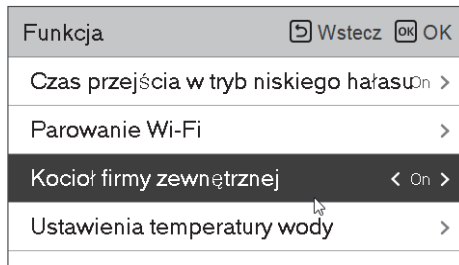 Funkcja Wstecz OK OK
Czas przejścia w tryb niskiego hałasu On >
Parowanie Wi-Fi >
Kocioł firmy zewnętrznej < On >
Ustawienia temperatury wody >